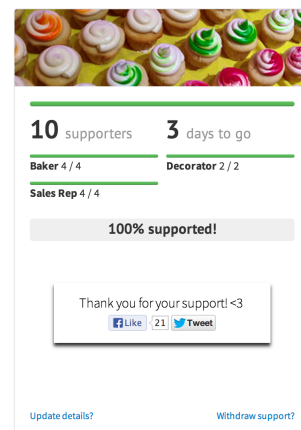 10 supporters
3 days to go
Baker 4 / 4
Decorator 2 / 2
Sales Rep 4 / 4
100% supported!
Thank you for your support! <3
Like 21 Tweet
Update details?
Withdraw support?